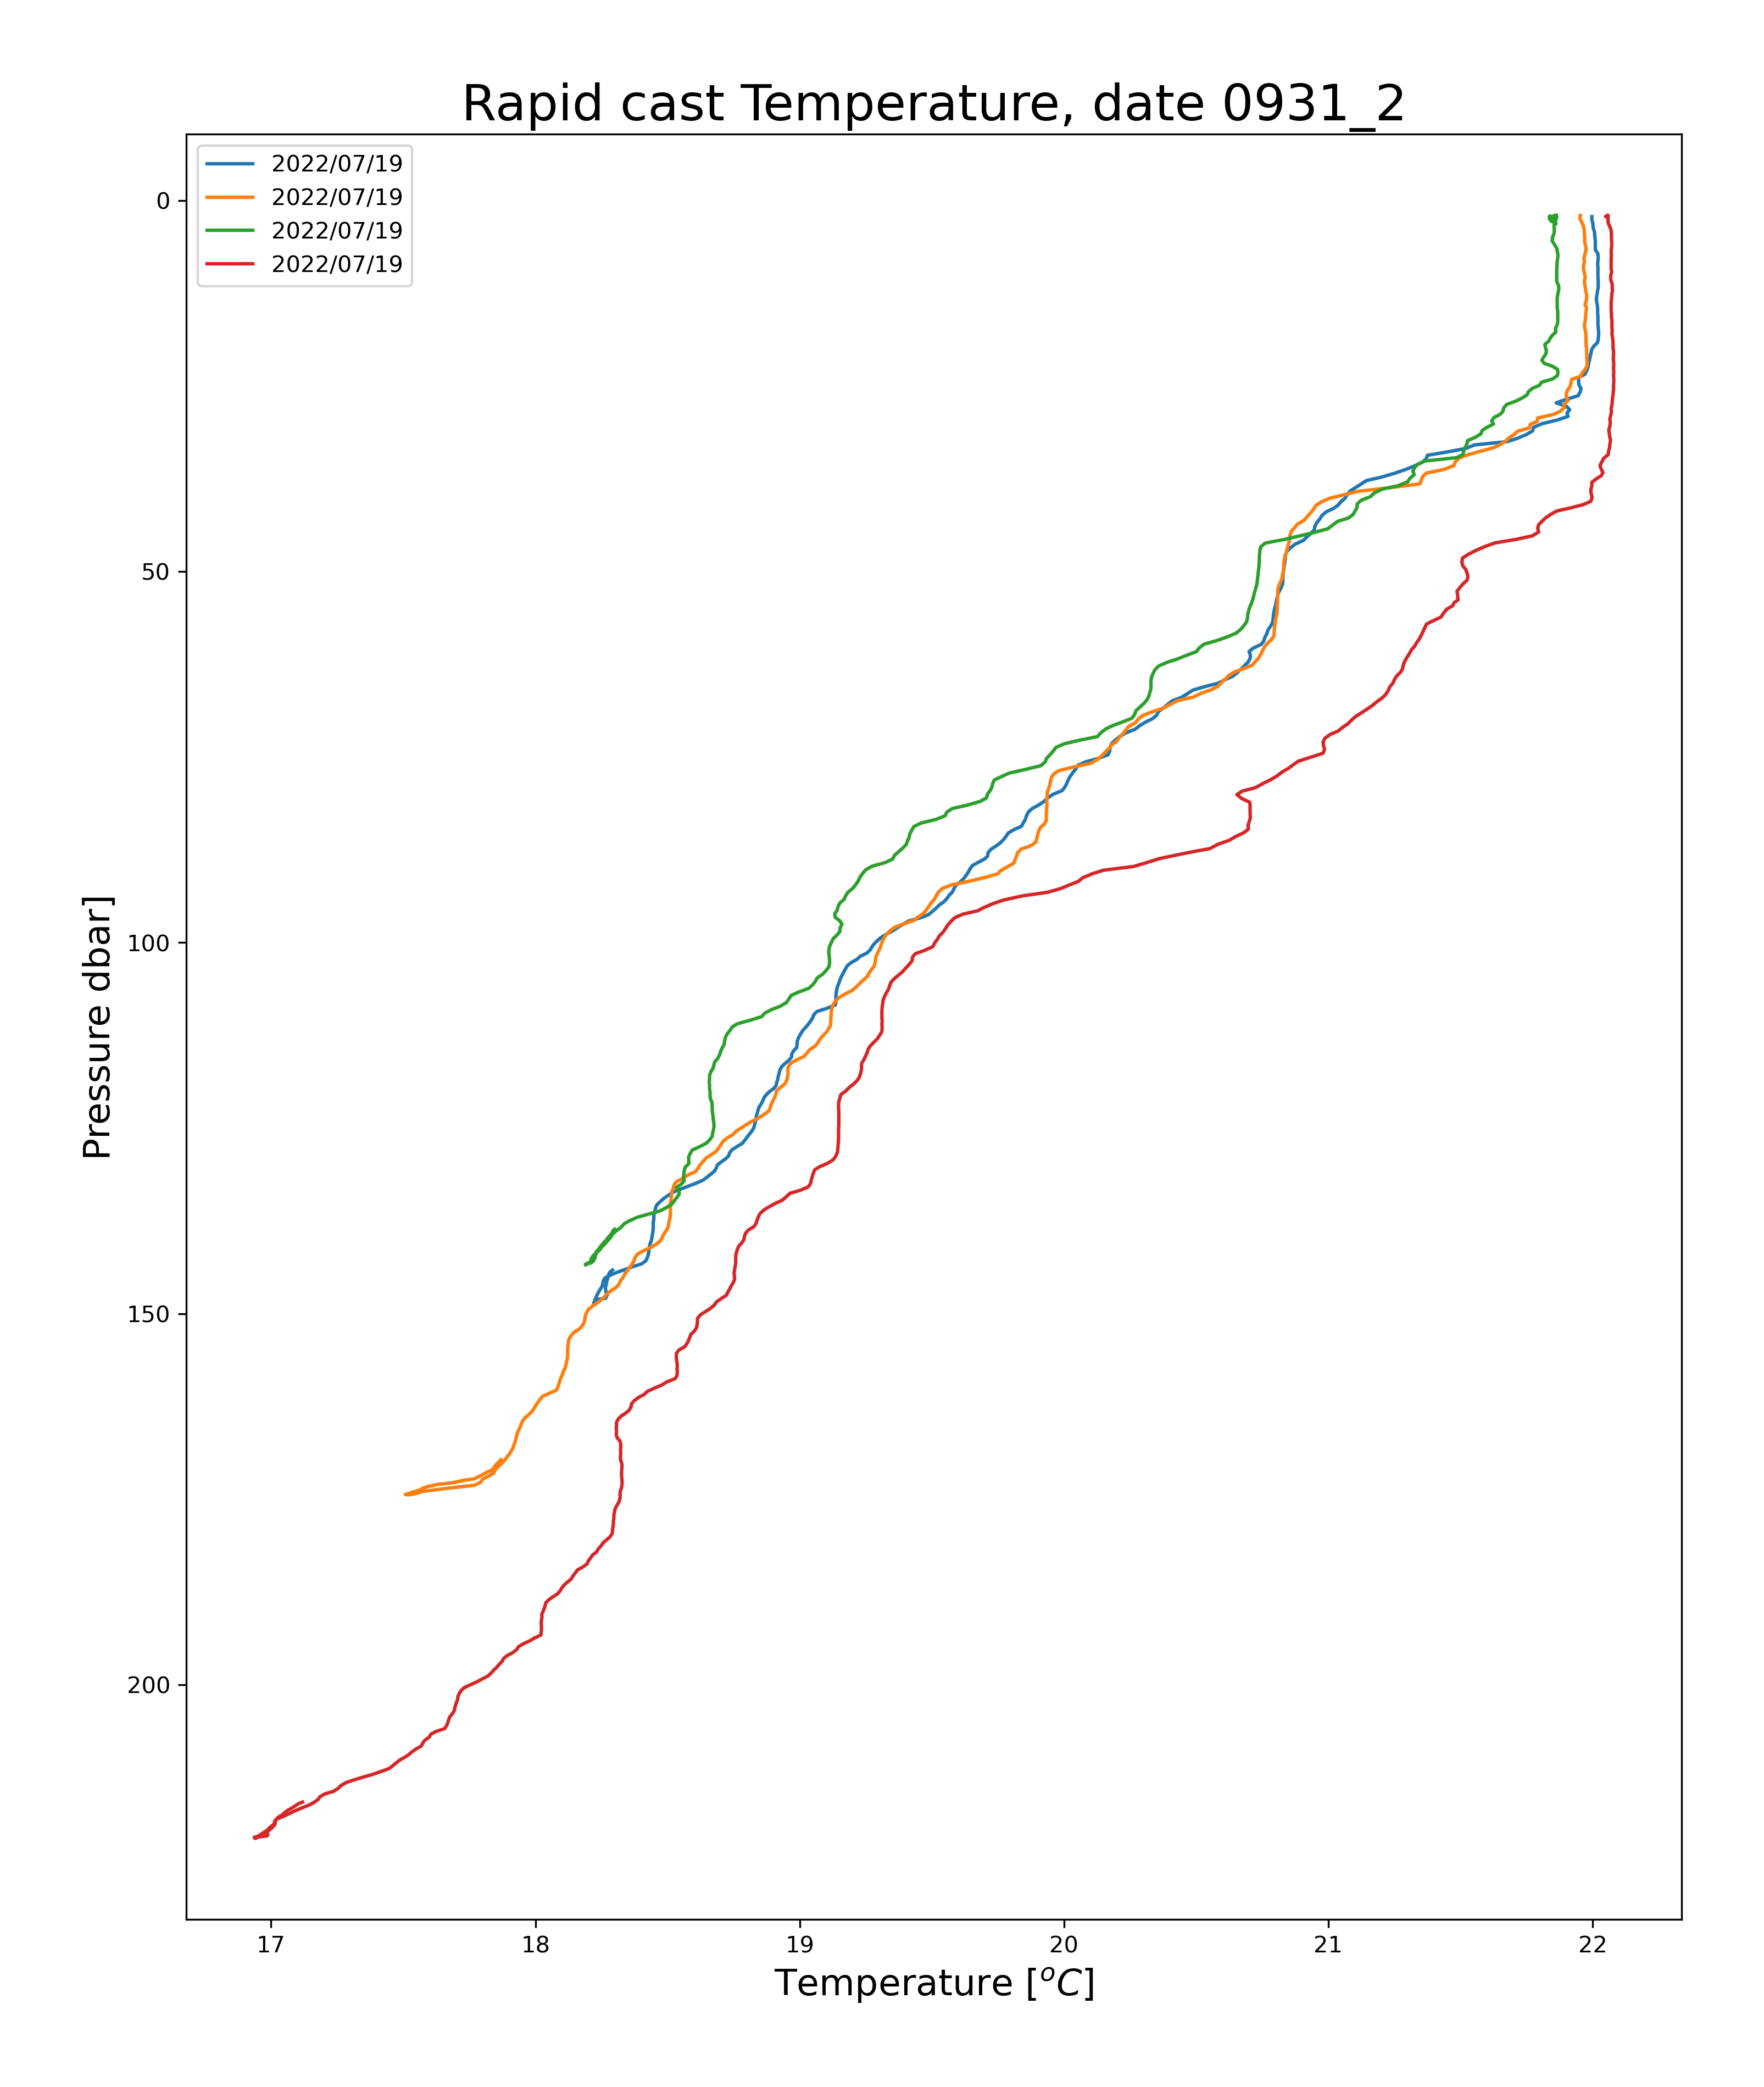 Rapid cast Temperature, date 0931_2
2022/07/19
2022/07/19
2022/07/19
2022/07/19
0
50
100
150
200
Pressure dbar]
17 18 19 20 21 22
Temperature [°C]